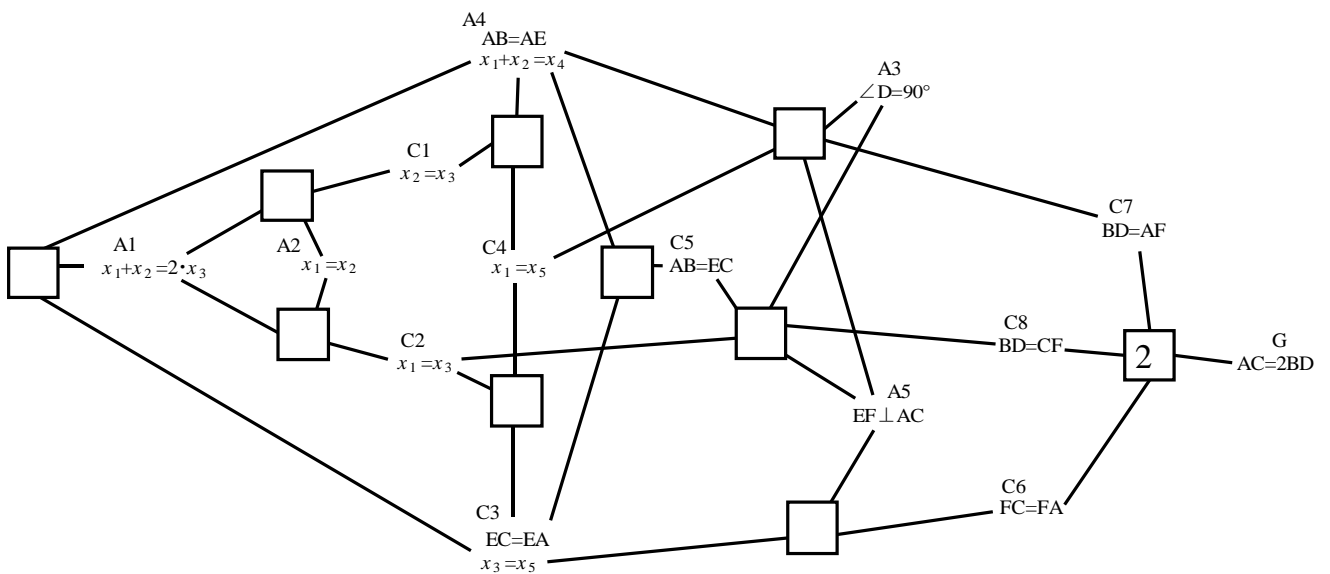 A4
AB=AE
x₁+x₂=x₄
A3
∠D=90°
C1
x₂=x₃
C7
BD=AF
A1
x₁+x₂=2•x₃
A2
x₁=x₂
C4
x₁=x₅
C5
AB=EC
C2
x₁=x₃
C8
BD=CF
2
G
AC=2BD
A5
EF⊥AC
C3
EC=EA
x₃=x₅
C6
FC=FA